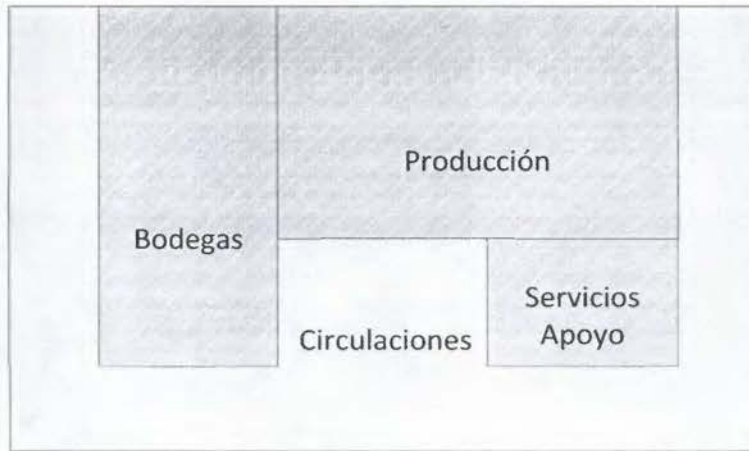 Producción
Bodegas
Servicios
Apoyo
Circulaciones